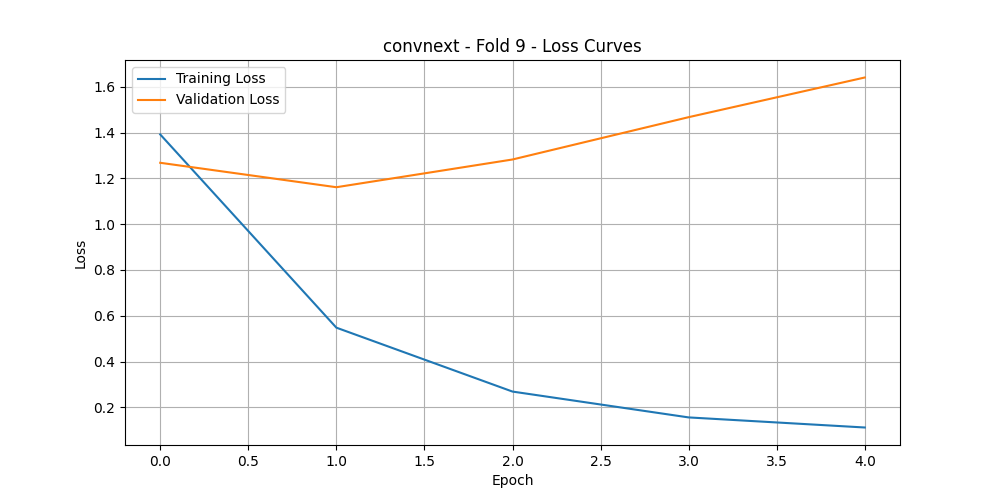 convnext - Fold 9 - Loss Curves
Training Loss
Validation Loss
Loss
1.6
1.4
1.2
1.0
0.8
0.6
0.4
0.2
0.0 0.5 1.0 1.5 2.0 2.5 3.0 3.5 4.0
Epoch